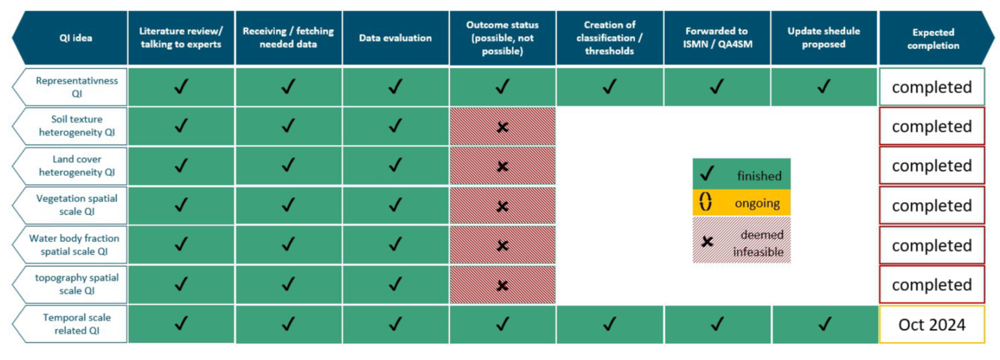 QI idea
Literature review/
talking to experts
Receiving / fetching
needed data
Data evaluation
Outcome status
(possible, not
possible)
Creation of
classification /
thresholds
Forwarded to
ISMN / QA4SM
Update shedule
proposed
Expected
completion
Representativness
QI
completed
Soil texture
heterogeneity QI
completed
Land cover
heterogeneity QI
completed
Vegetation spatial
scale QI
completed
Water body fraction
spatial scale QI
completed
topography spatial
scale QI
completed
Temporal scale
related QI
Oct 2024
finished
ongoing
deemed
infeasible